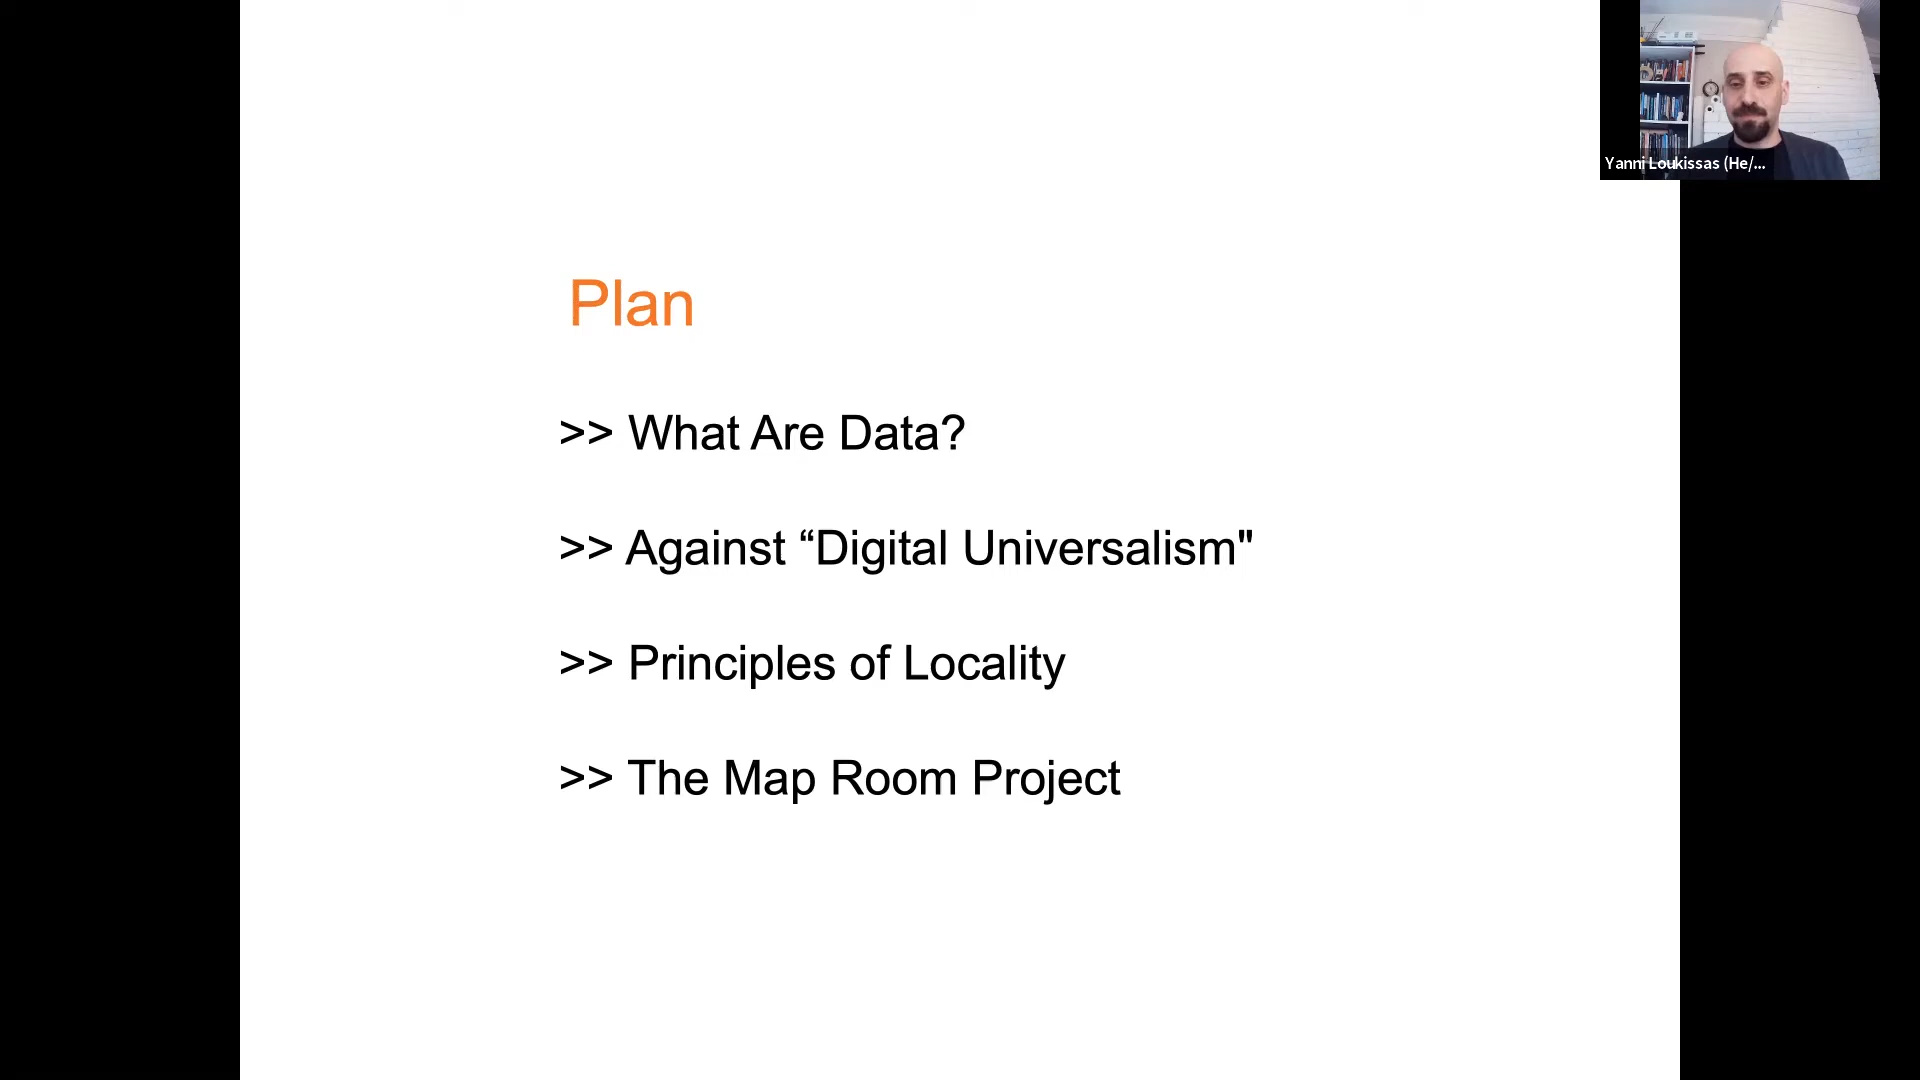 Yanni Loukissas (He/...
Plan
>> What Are Data?
>> Against “Digital Universalism"
>> Principles of Locality
>> The Map Room Project